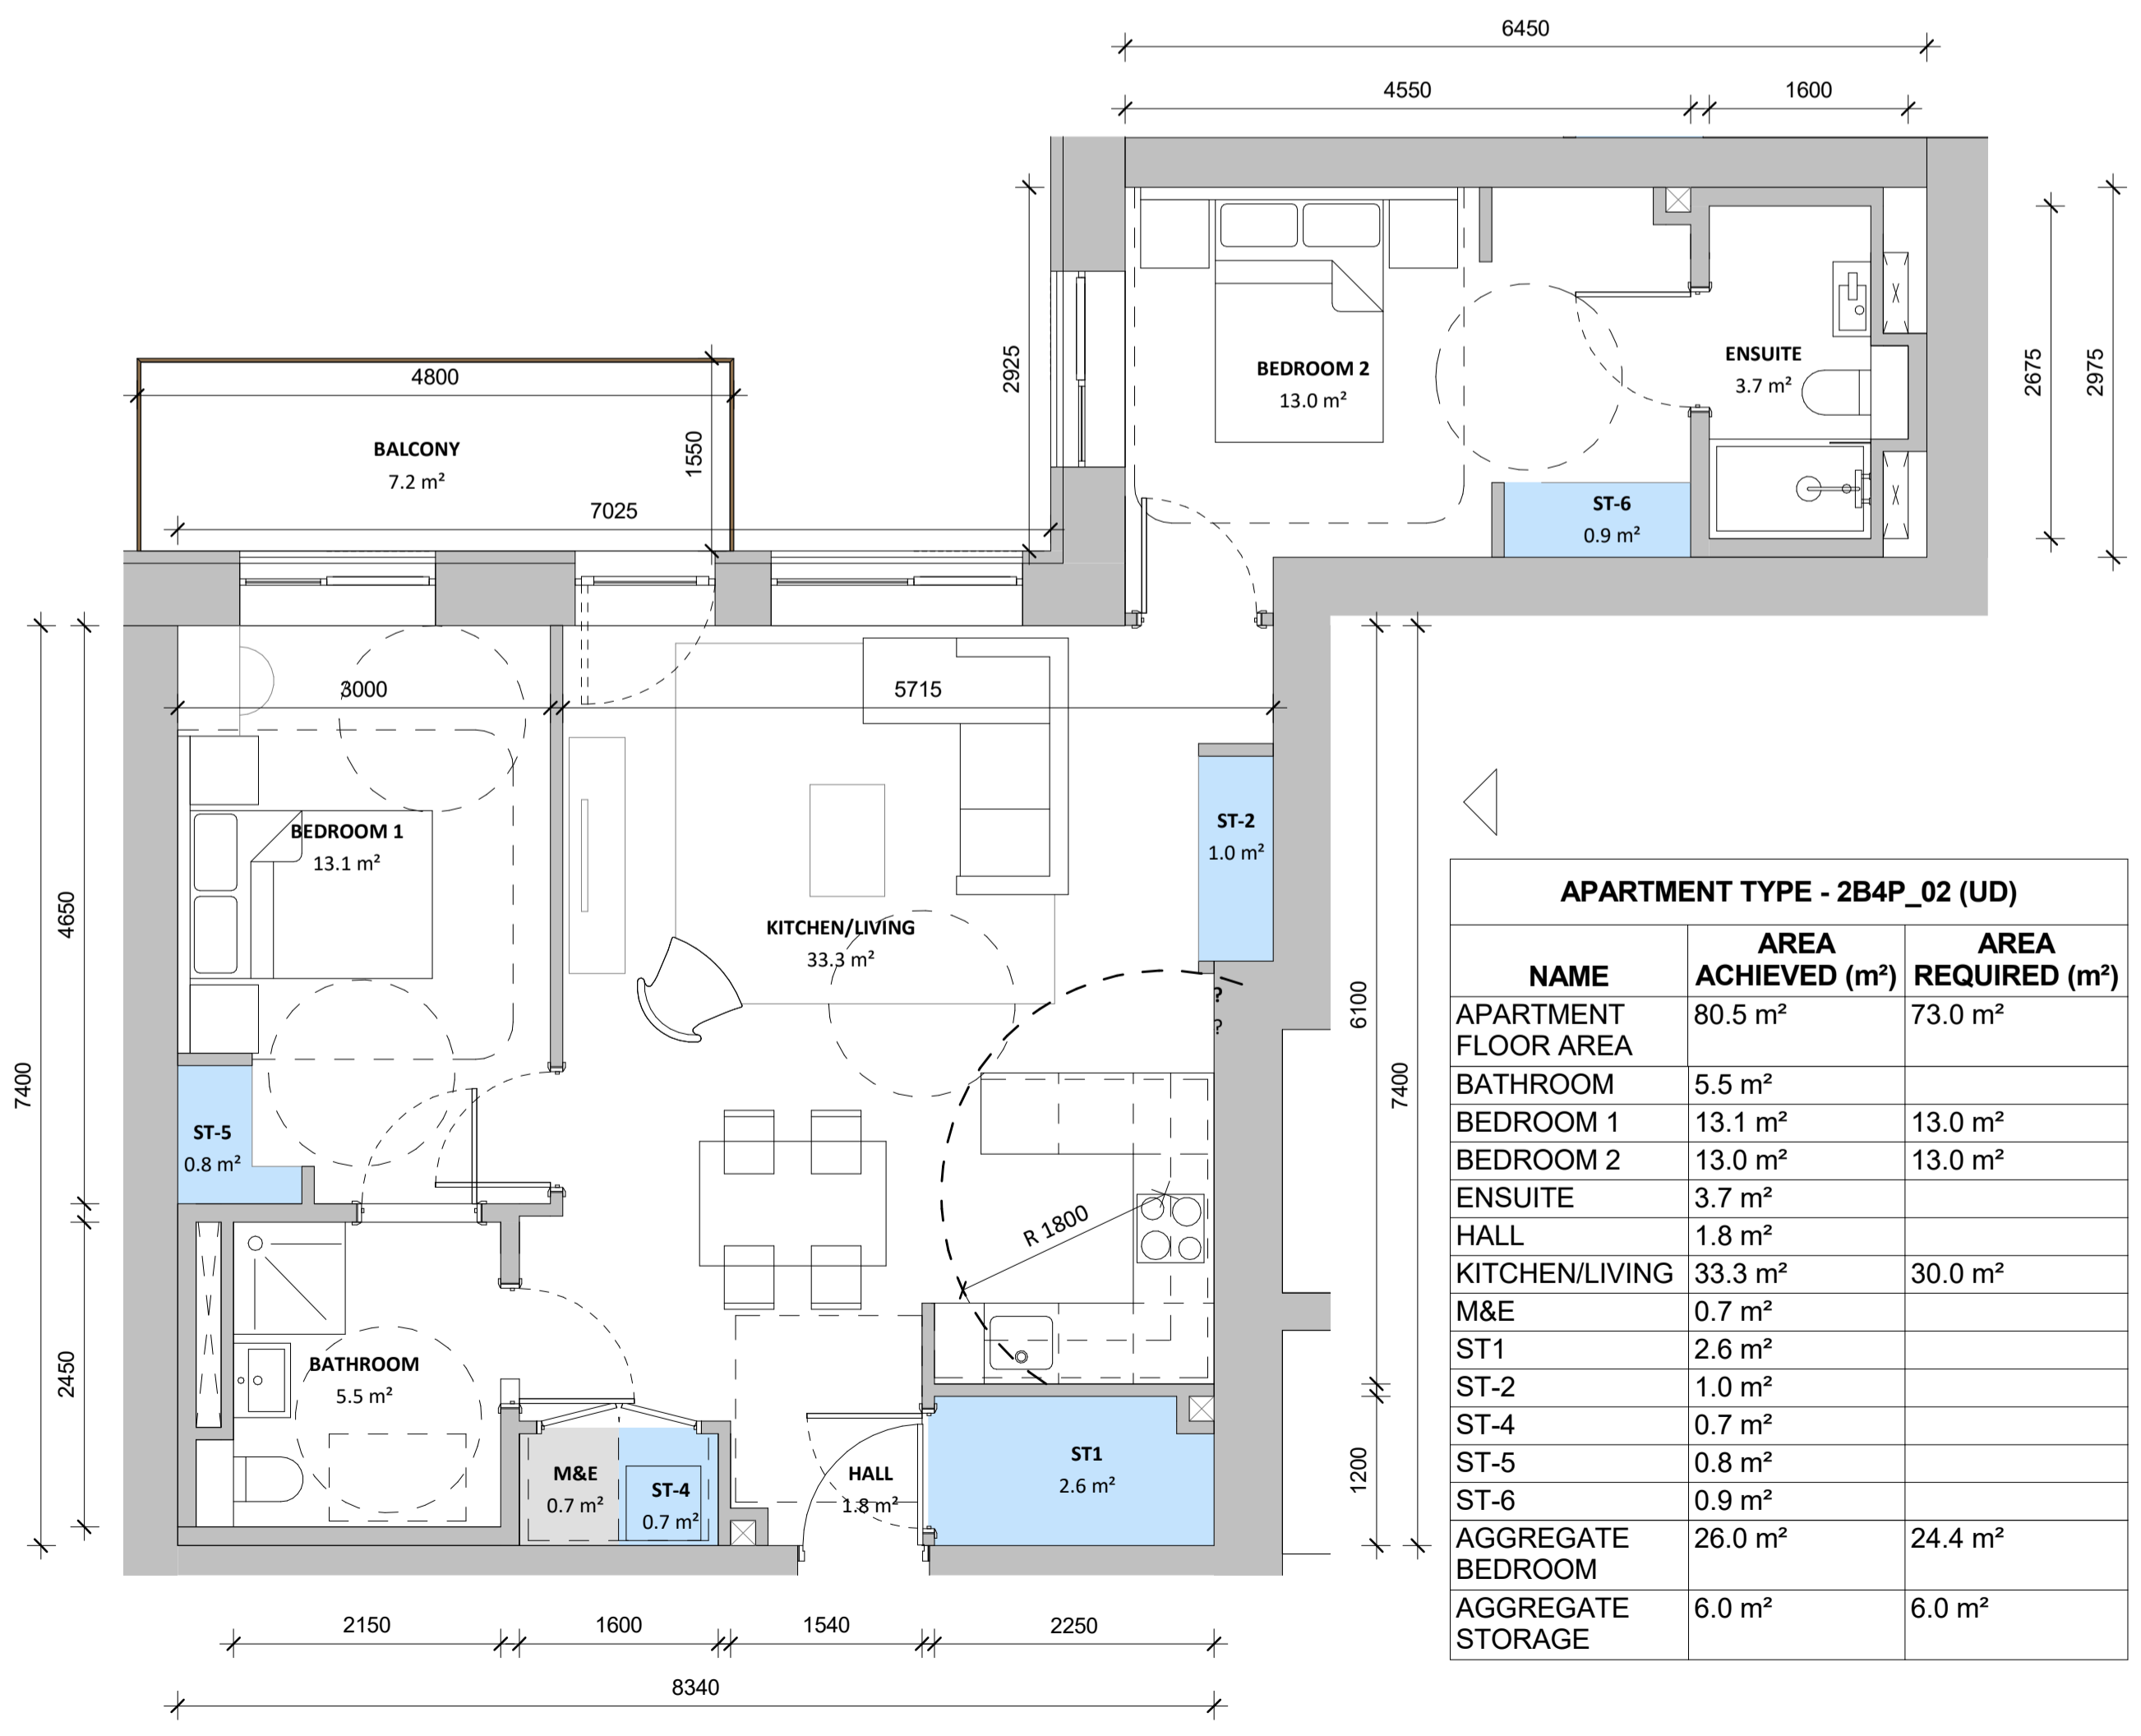 6450
4550
1600
2925
2675
2975
BEDROOM 2
13.0 m²
ENSUITE
3.7 m²
ST-6
0.9 m²
4800
BALCONY
7.2 m²
1550
7025
3000
5715
BEDROOM 1
13.1 m²
KITCHEN/LIVING
33.3 m²
ST-2
1.0 m²
?
?
7400
4650
2450
6100
7400
1200
ST-5
0.8 m²
R 1800
BATHROOM
5.5 m²
M&E
0.7 m²
ST-4
0.7 m²
HALL
1.8 m²
ST1
2.6 m²
2150
1600
1540
2250
8340
APARTMENT TYPE - 2B4P_02 (UD)
NAME AREA ACHIEVED (m²) AREA REQUIRED (m²)
APARTMENT FLOOR AREA 80.5 m² 73.0 m²
BATHROOM 5.5 m²
BEDROOM 1 13.1 m² 13.0 m²
BEDROOM 2 13.0 m² 13.0 m²
ENSUITE 3.7 m²
HALL 1.8 m²
KITCHEN/LIVING 33.3 m² 30.0 m²
M&E 0.7 m²
ST1 2.6 m²
ST-2 1.0 m²
ST-4 0.7 m²
ST-5 0.8 m²
ST-6 0.9 m²
AGGREGATE BEDROOM 26.0 m² 24.4 m²
AGGREGATE STORAGE 6.0 m² 6.0 m²